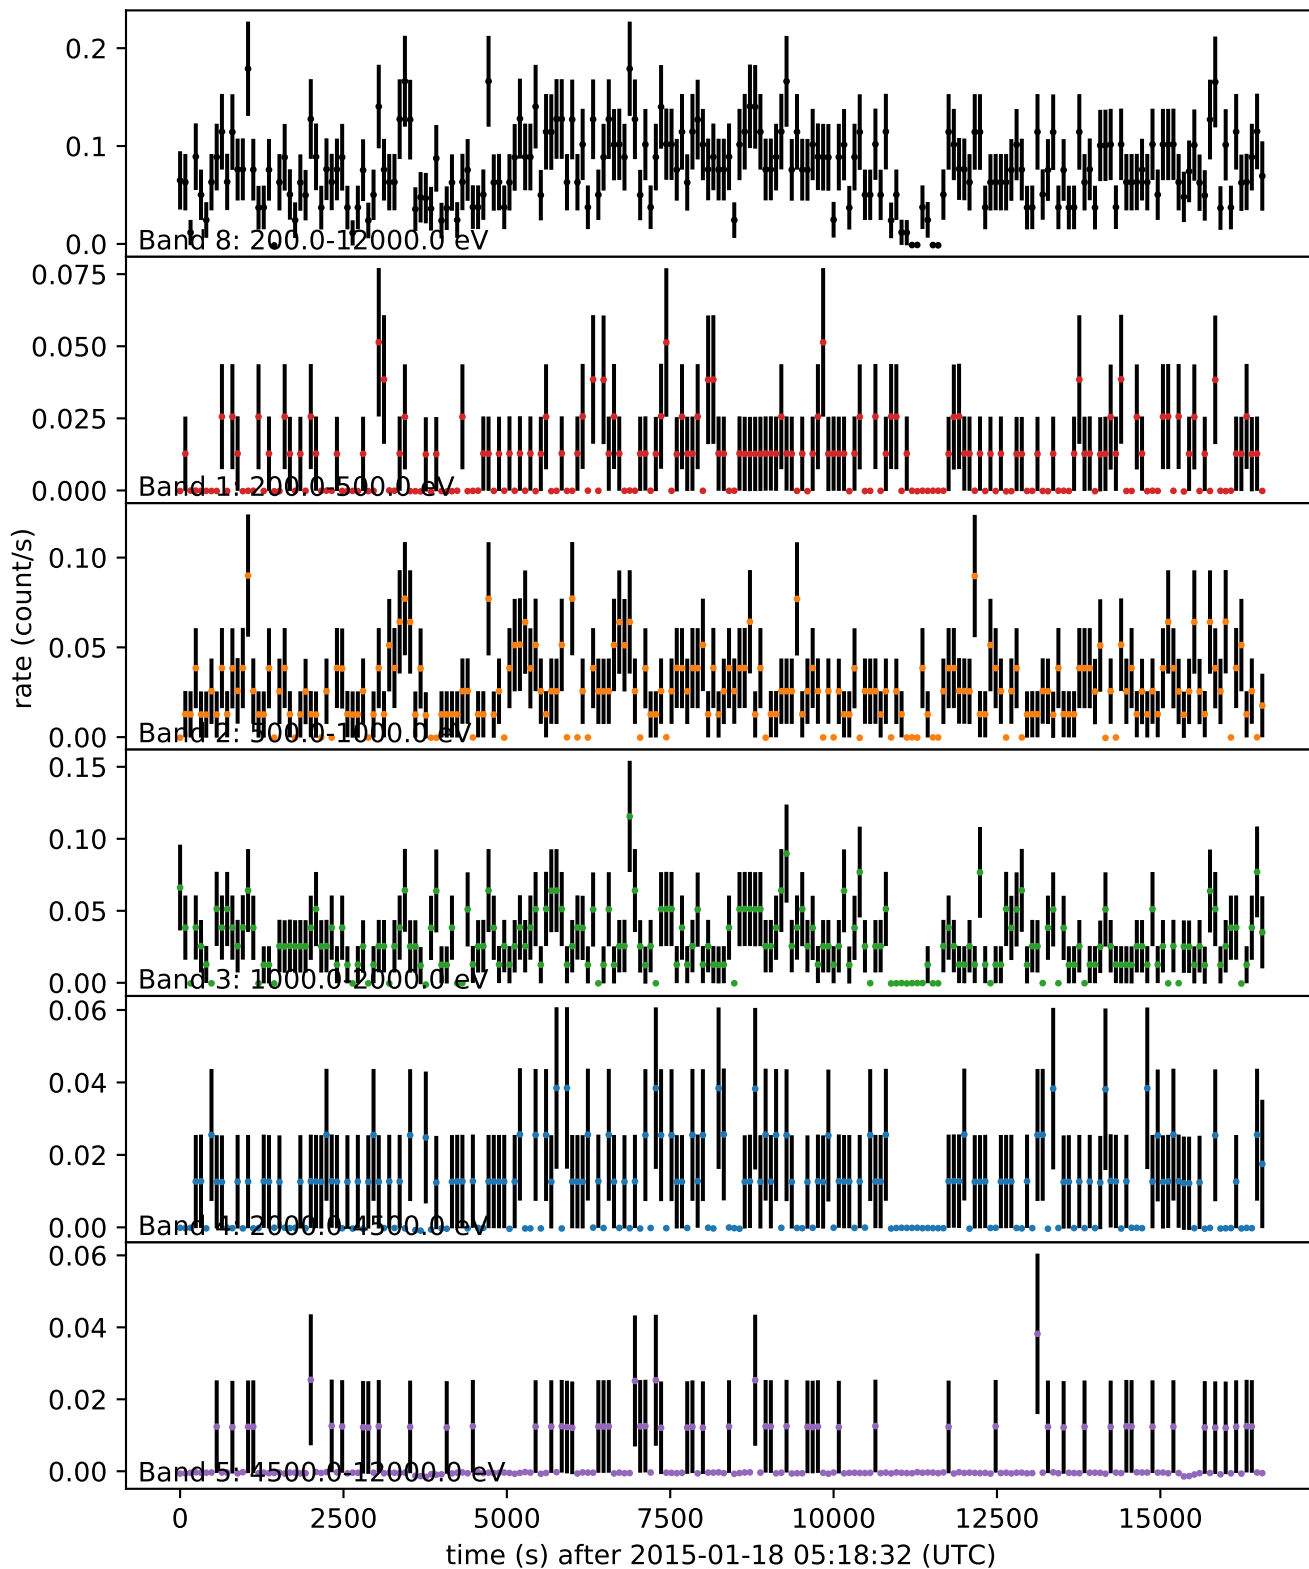 0.2
0.1
0.0
Band 8: 200.0-12000.0 eV
0.075
0.050
0.025
0.000
Band 1: 200.0-500.0 eV
rate (count/s)
0.10
0.05
0.00
Band 2: 500.0-1000.0 eV
0.15
0.10
0.05
0.00
Band 3: 1000.0-2000.0 eV
0.06
0.04
0.02
0.00
Band 4: 2000.0-4500.0 eV
0.06
0.04
0.02
0.00
Band 5: 4500.0-12000.0 eV
0 2500 5000 7500 10000 12500 15000
time (s) after 2015-01-18 05:18:32 (UTC)